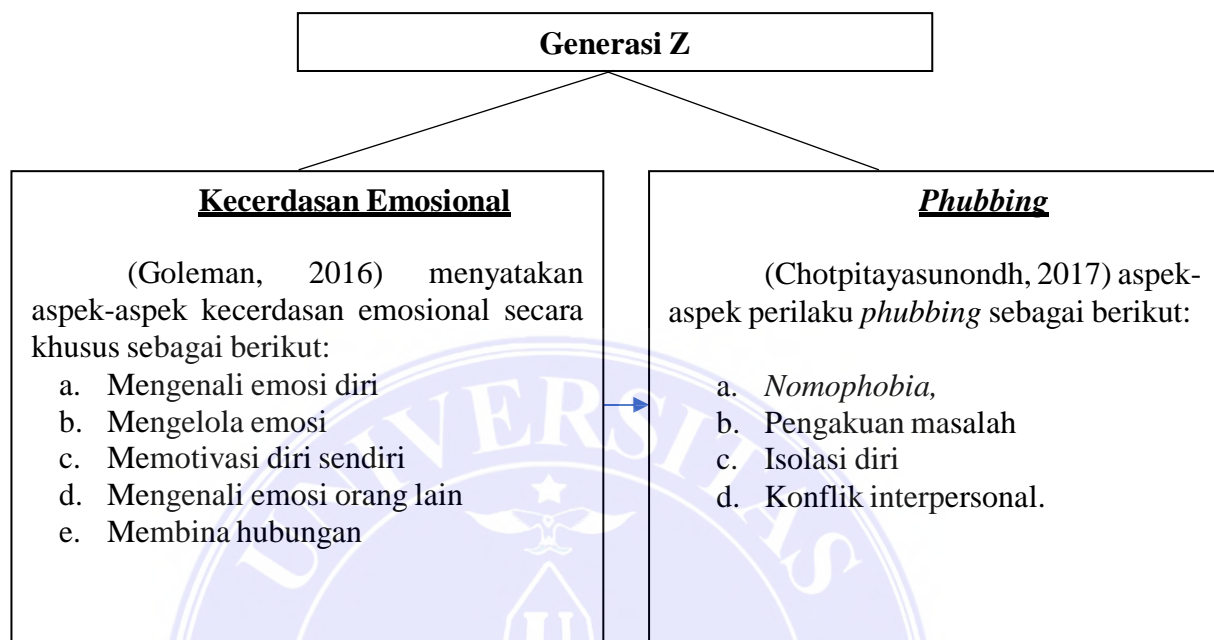 Generasi Z
Kecerdasan Emosional
(Goleman, 2016) menyatakan
aspek-aspek kecerdasan emosional secara
khusus sebagai berikut:
a. Mengenali emosi diri
b. Mengelola emosi
c. Memotivasi diri sendiri
d. Mengenali emosi orang lain
e. Membina hubungan
Phubbing
(Chotpitayasunondh, 2017) aspek-
aspek perilaku phubbing sebagai berikut:
a. Nomophobia,
b. Pengakuan masalah
c. Isolasi diri
d. Konflik interpersonal.
UNIVERSITAS